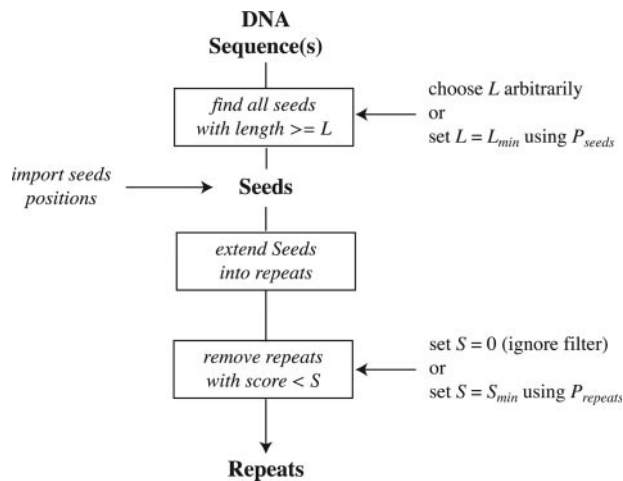 DNA
Sequence(s)
find all seeds
with length >= L
choose L arbitrarily
or
set L = Lmin using Pseeds
import seeds
positions
Seeds
extend Seeds
into repeats
remove repeats
with score < S
set S = 0 (ignore filter)
or
set S = Smin using Prepeats
Repeats